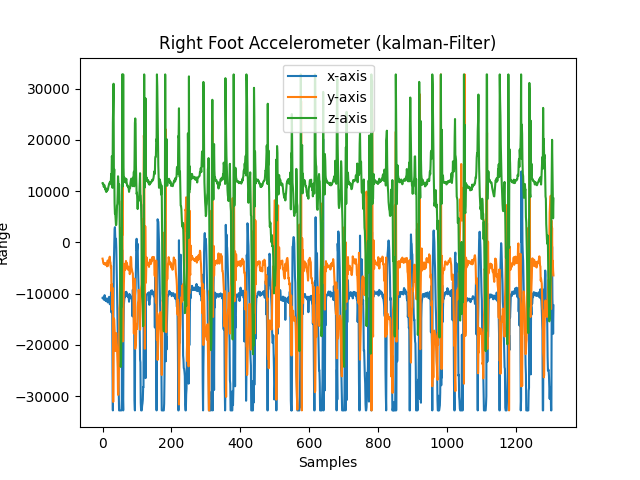 Right Foot Accelerometer (kalman-Filter)
x-axis
y-axis
z-axis
30000
20000
10000
0
−10000
−20000
−30000
Range
0 200 400 600 800 1000 1200
Samples